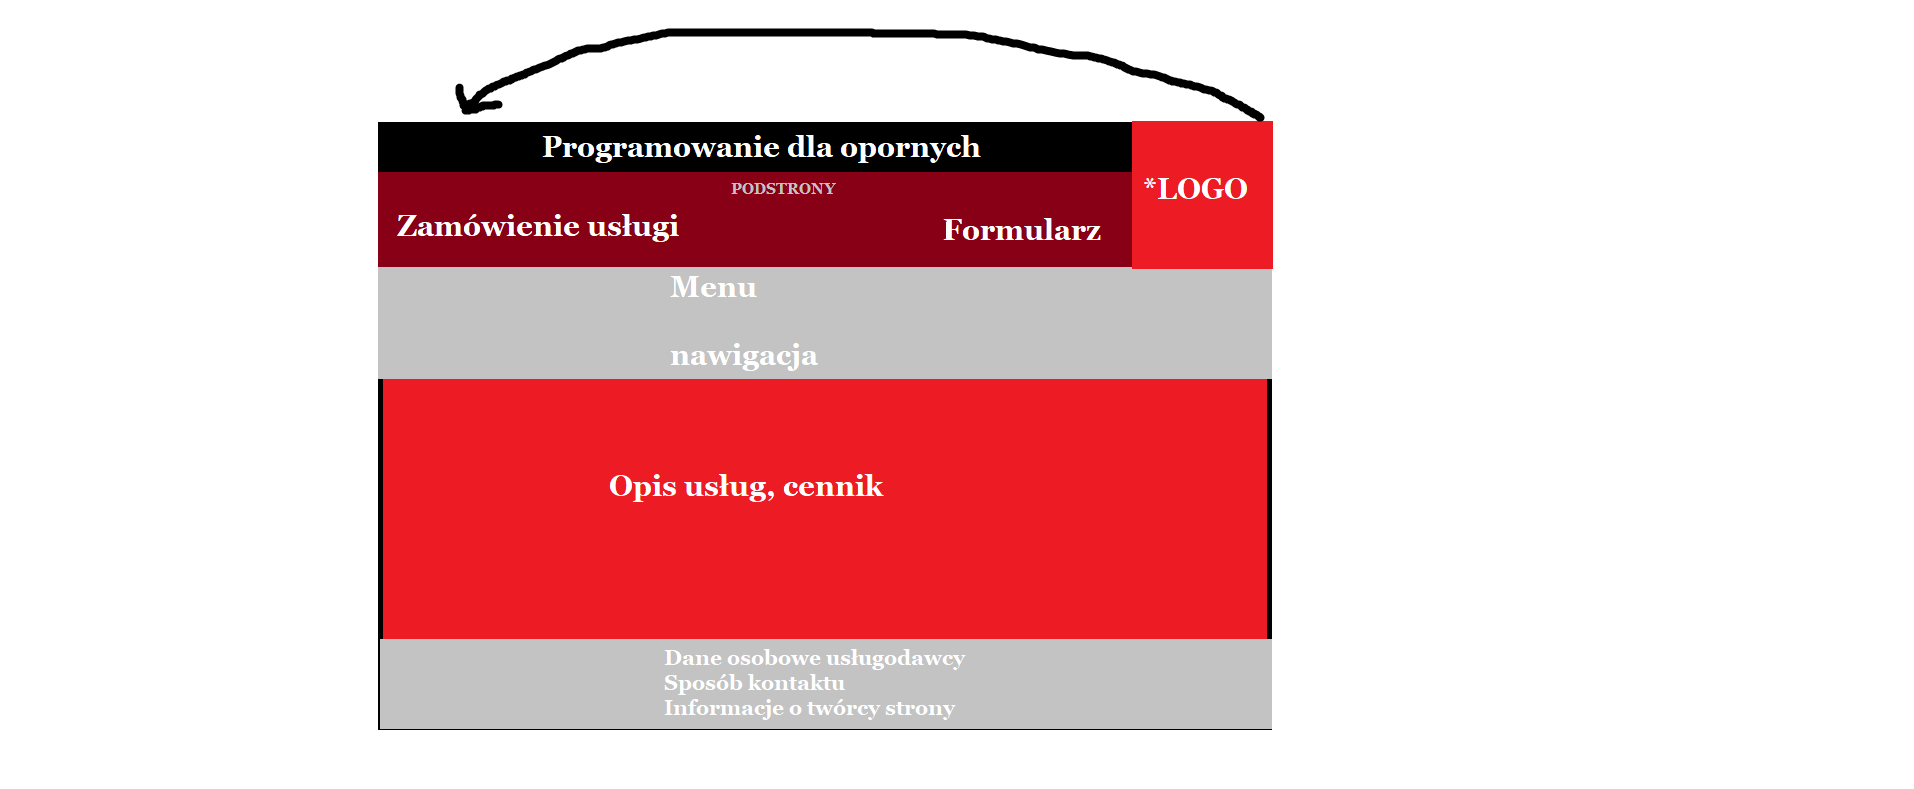 Programowanie dla opornych
PODSTRONY
*LOGO
Zamówienie usługi
Formularz
Menu
nawigacja
Opis usług, cennik
Dane osobowe usługodawcy
Sposób kontaktu
Informacje o twórcy strony